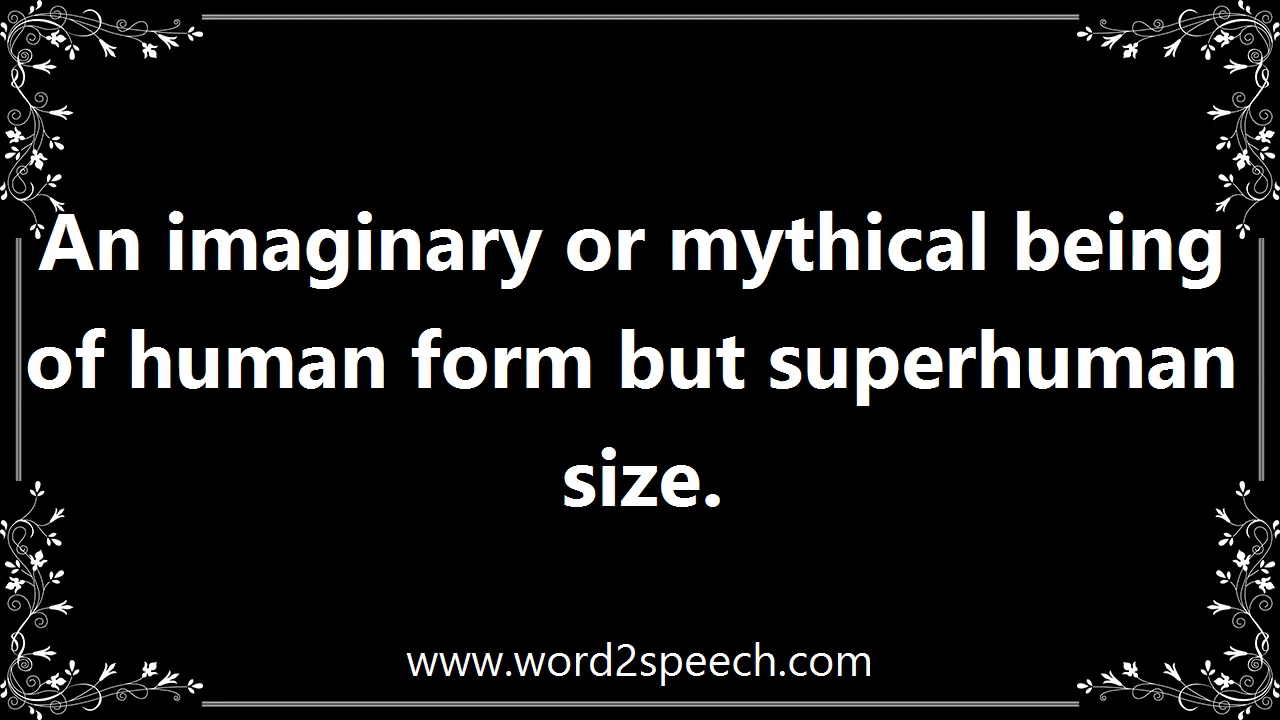 An imaginary or mythical being
of human form but superhuman
size.
www.word2speech.com